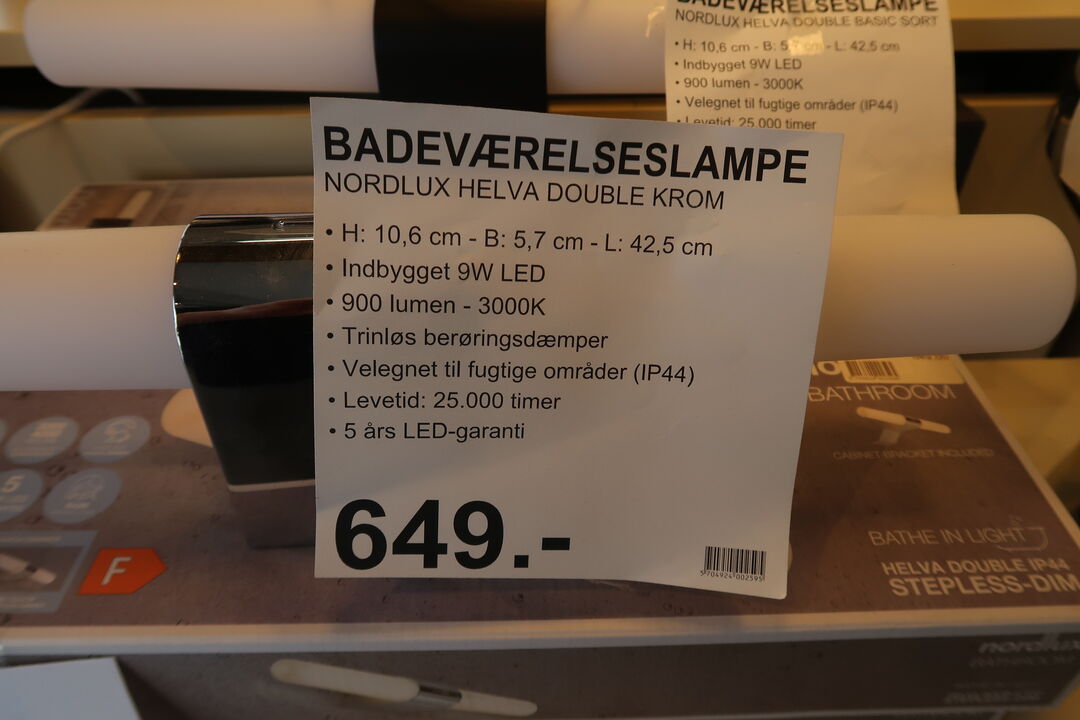 BADEVÆRELSESLAMPE
NORDLUX HELVA DOUBLE BASIC SORT
• H: 10,6 cm - B: 5,7 cm - L: 42,5 cm
• Indbygget 9W LED
• 900 lumen - 3000K
• Velegnet til fugtige områder (IP44)
• Levetid: 25.000 timer
BADEVÆRELSESLAMPE
NORDLUX HELVA DOUBLE KROM
• H: 10,6 cm - B: 5,7 cm - L: 42,5 cm
• Indbygget 9W LED
• 900 lumen - 3000K
• Trinløs berøringsdæmper
• Velegnet til fugtige områder (IP44)
• Levetid: 25.000 timer
• 5 års LED-garanti
649.-
5704924002595
BATHROOM
CABINET BRACKET INCLUDED
BATHE IN LIGHT
HELVA DOUBLE IP44
STEPLESS-DIM
5
F
nordlux
BATHROOM